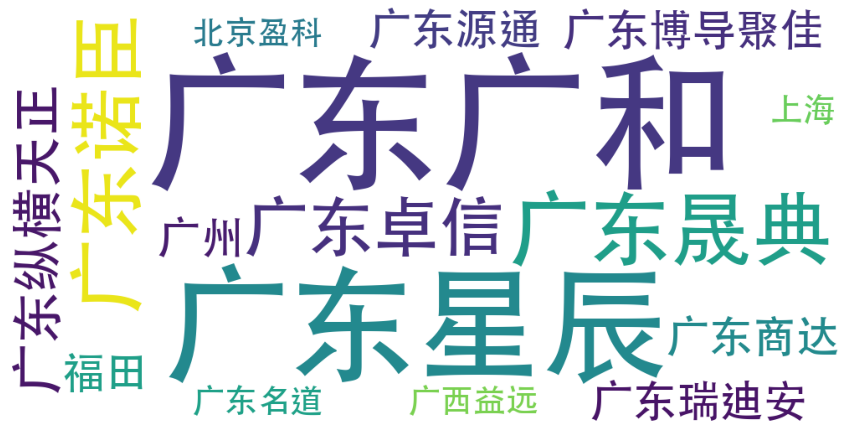 北京盈科
广东源通
广东博导聚佳
广东广和
上海
广东诺臣
广东纵横天正
广州
广东卓信
广东晟典
广东星辰
广东商达
福田
广东名道
广西益远
广东瑞迪安